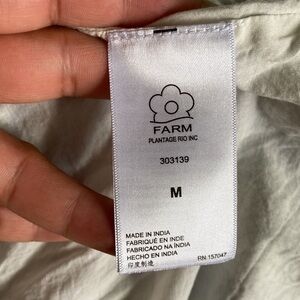 FARM
PLANTAGE RIO INC
303139
M
MADE IN INDIA
FABRIQUÉ EN INDE
FABRICADO NA ÍNDIA
HECHO EN INDIA
印度制造
RN 157047